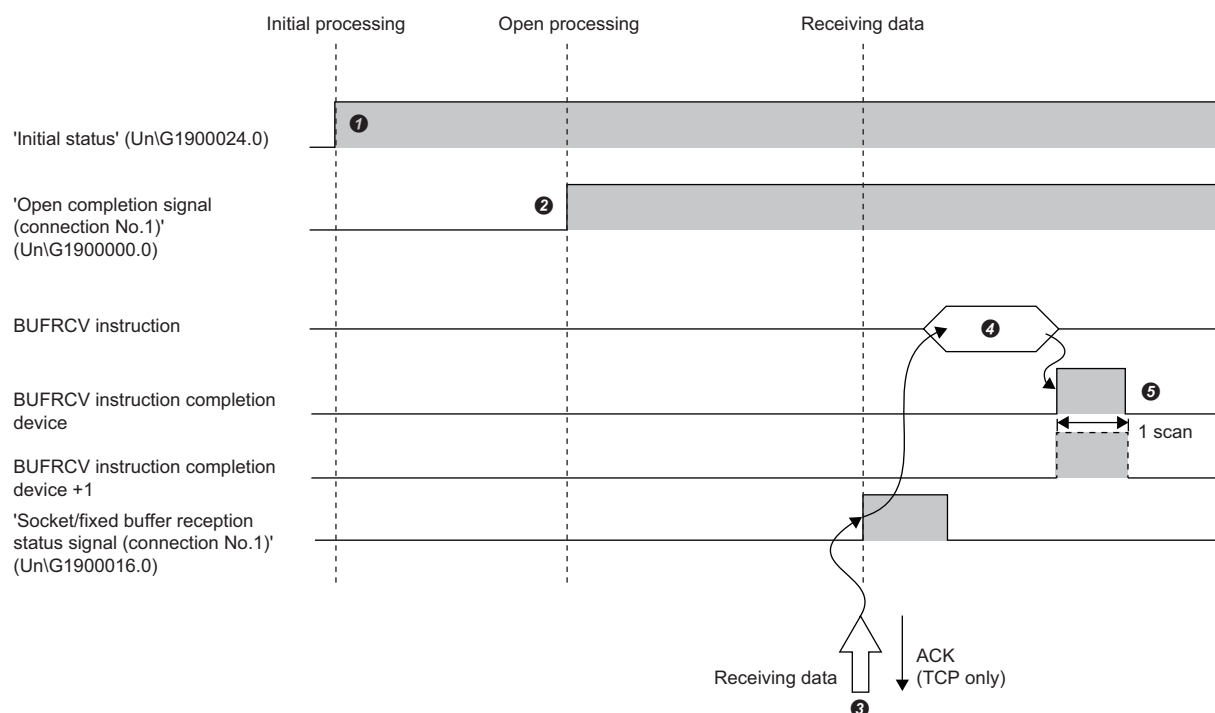 Initial processing
Open processing
Receiving data
'Initial status' (Un\G1900024.0)
❶
'Open completion signal
(connection No.1)'
(Un\G1900000.0)
❷
BUFRCV instruction
❹
BUFRCV instruction completion
device
❺
1 scan
BUFRCV instruction completion
device +1
'Socket/fixed buffer reception
status signal (connection No.1)'
(Un\G1900016.0)
Receiving data
ACK
(TCP only)
❸